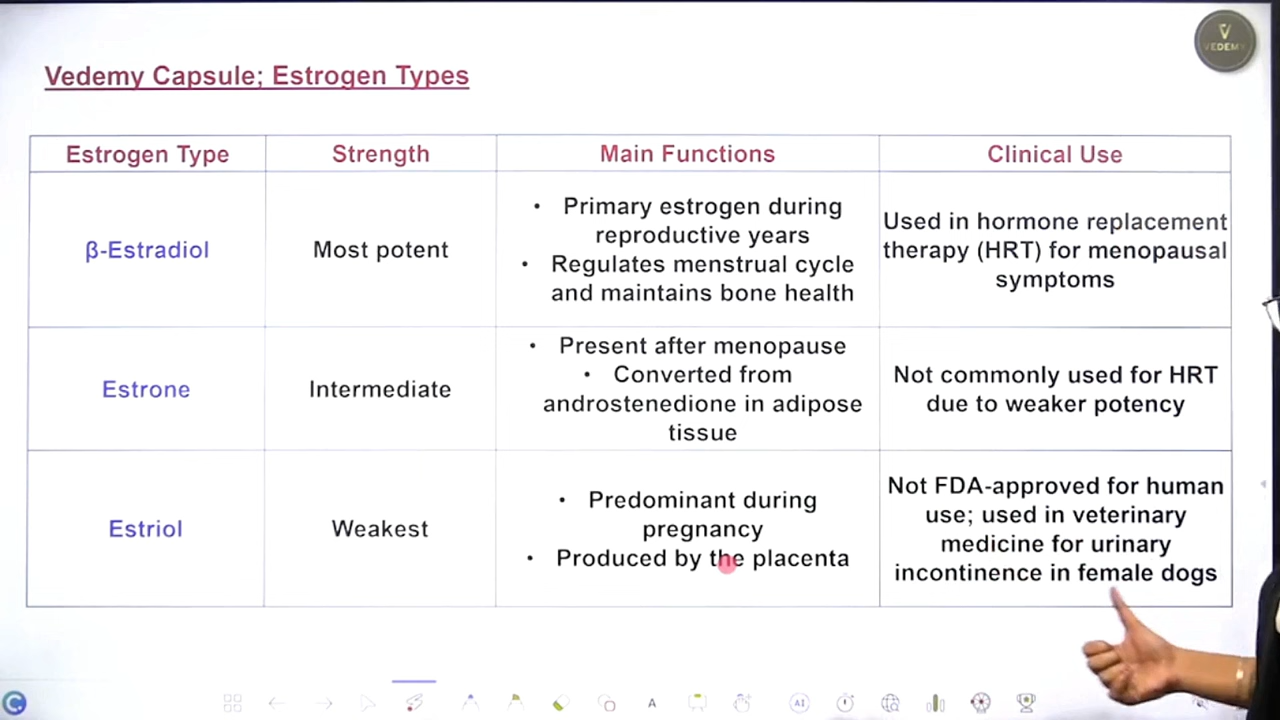 V
VEDEMY
Vedemy Capsule; Estrogen Types
Estrogen Type
Strength
Main Functions
Clinical Use
β-Estradiol
Most potent
• Primary estrogen during
reproductive years
• Regulates menstrual cycle
and maintains bone health
Used in hormone replacement
therapy (HRT) for menopausal
symptoms
Estrone
Intermediate
• Present after menopause
• Converted from
androstenedione in adipose
tissue
Not commonly used for HRT
due to weaker potency
Estriol
Weakest
• Predominant during
pregnancy
• Produced by the placenta
Not FDA-approved for human
use; used in veterinary
medicine for urinary
incontinence in female dogs
A
AI